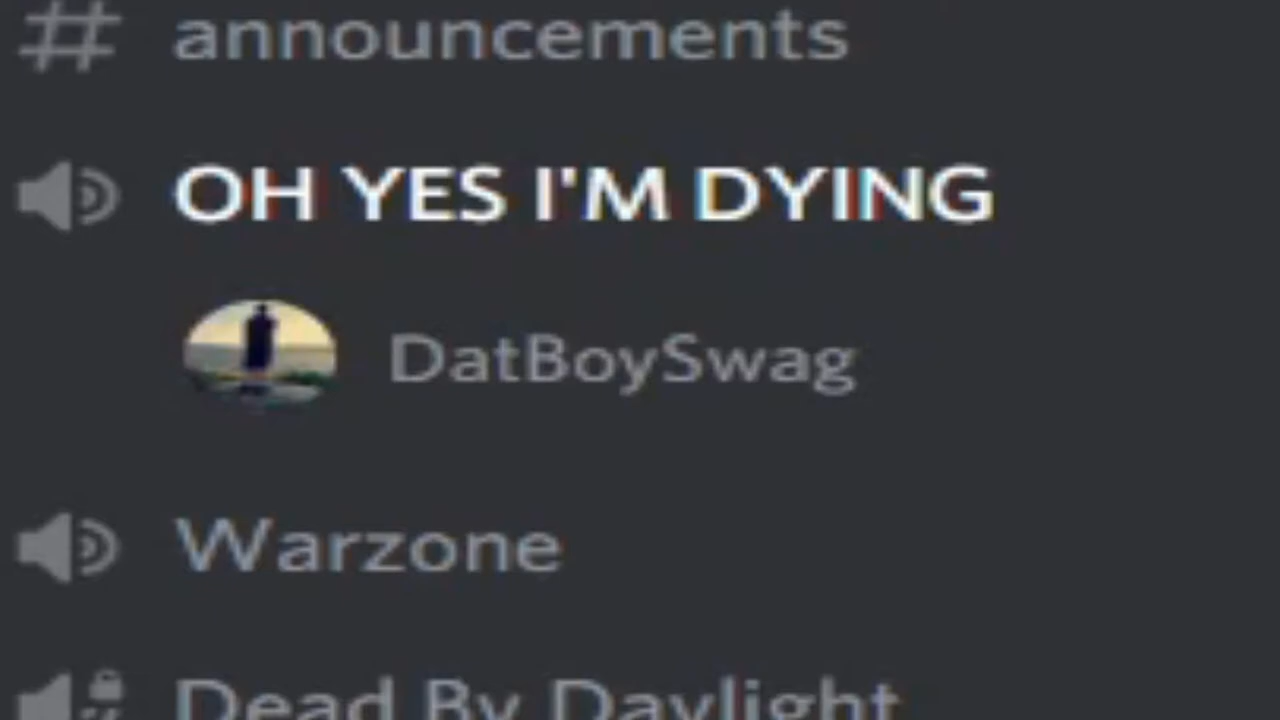 announcements
OH YES I'M DYING
DatBoySwag
Warzone
Dead By Daylight